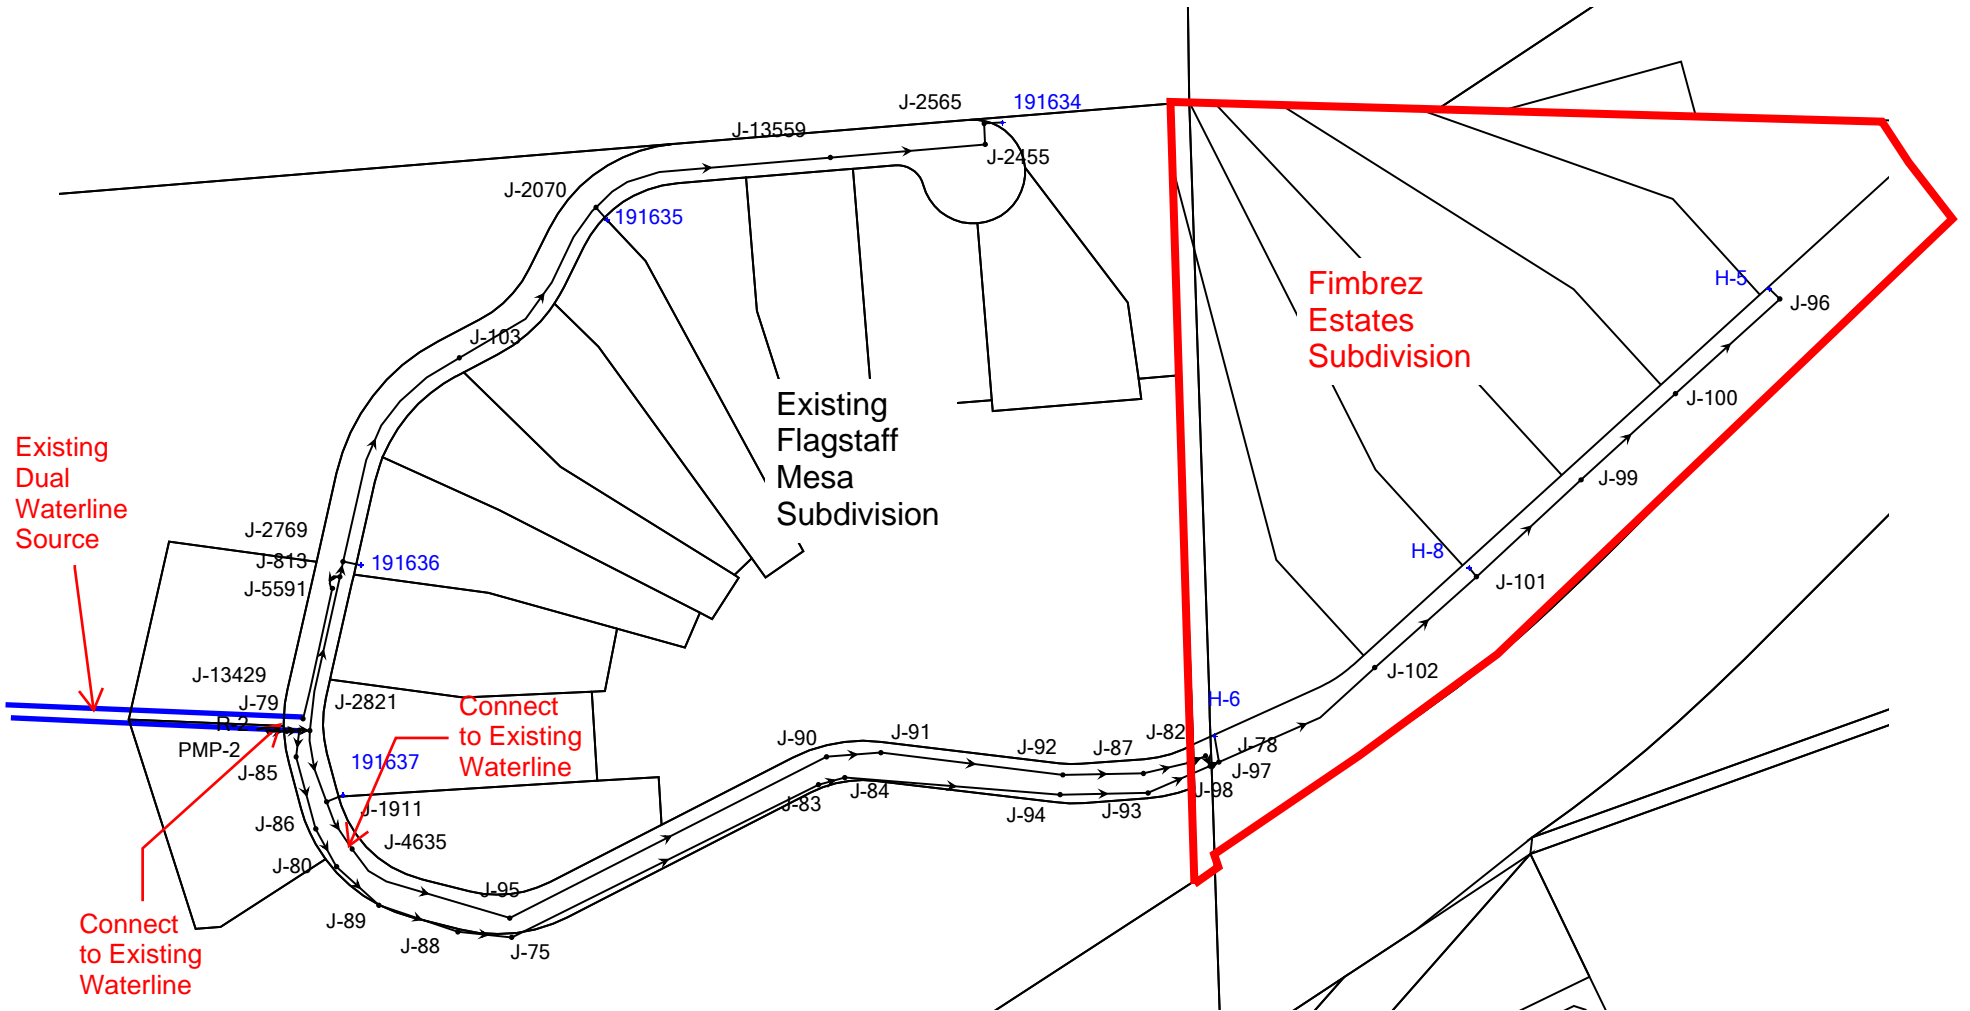 J-2565
191634
J-13559
J-2455
J-2070
191635
Fimbrez
Estates
Subdivision
H-5
J-96
J-103
Existing
Flagstaff
Mesa
Subdivision
J-100
Existing
Dual
Waterline
Source
J-99
J-2769
J-813
191636
J-5591
H-8
J-101
J-13429
J-79
J-2821
R-2
PMP-2
J-102
Connect
to Existing
Waterline
H-6
J-90
J-91
J-92
J-87
J-82
J-78
J-97
191637
J-85
J-98
J-83
J-84
J-94
J-93
J-1911
J-86
J-4635
J-80
J-95
J-89
J-88
J-75
Connect
to Existing
Waterline